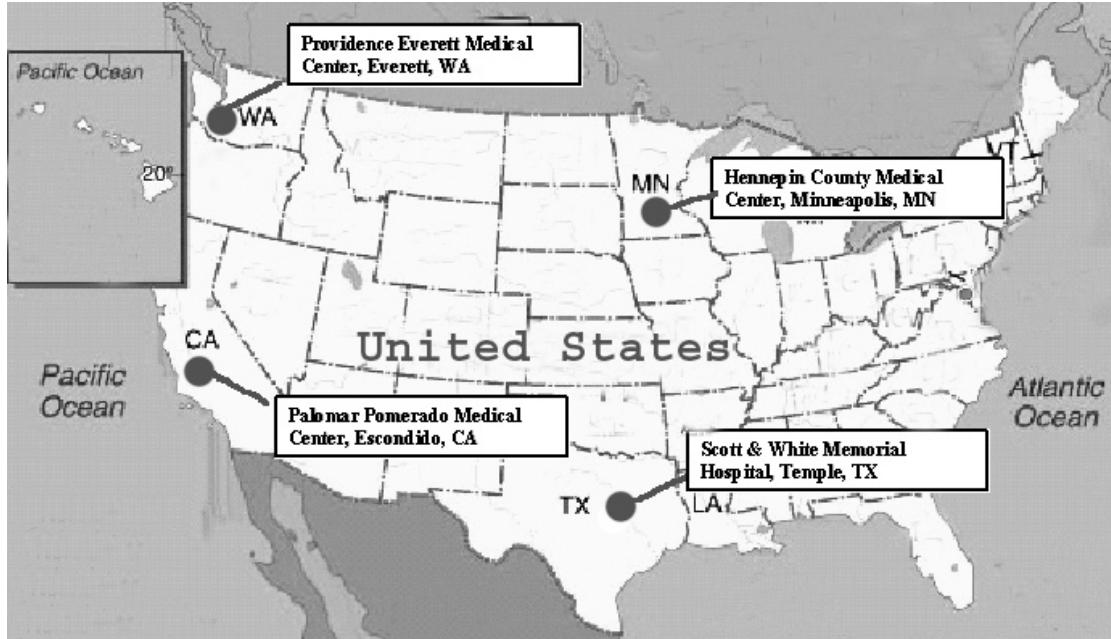 Providence Everett Medical
Center, Everett, WA
Pacific Ocean
WA
20°
VT
MN
Hennepin County Medical
Center, Minneapolis, MN
CA
United States
Pacific
Ocean
Atlantic
Ocean
Palomar Pomerado Medical
Center, Escondido, CA
Scott & White Memorial
Hospital, Temple, TX
TX
LA